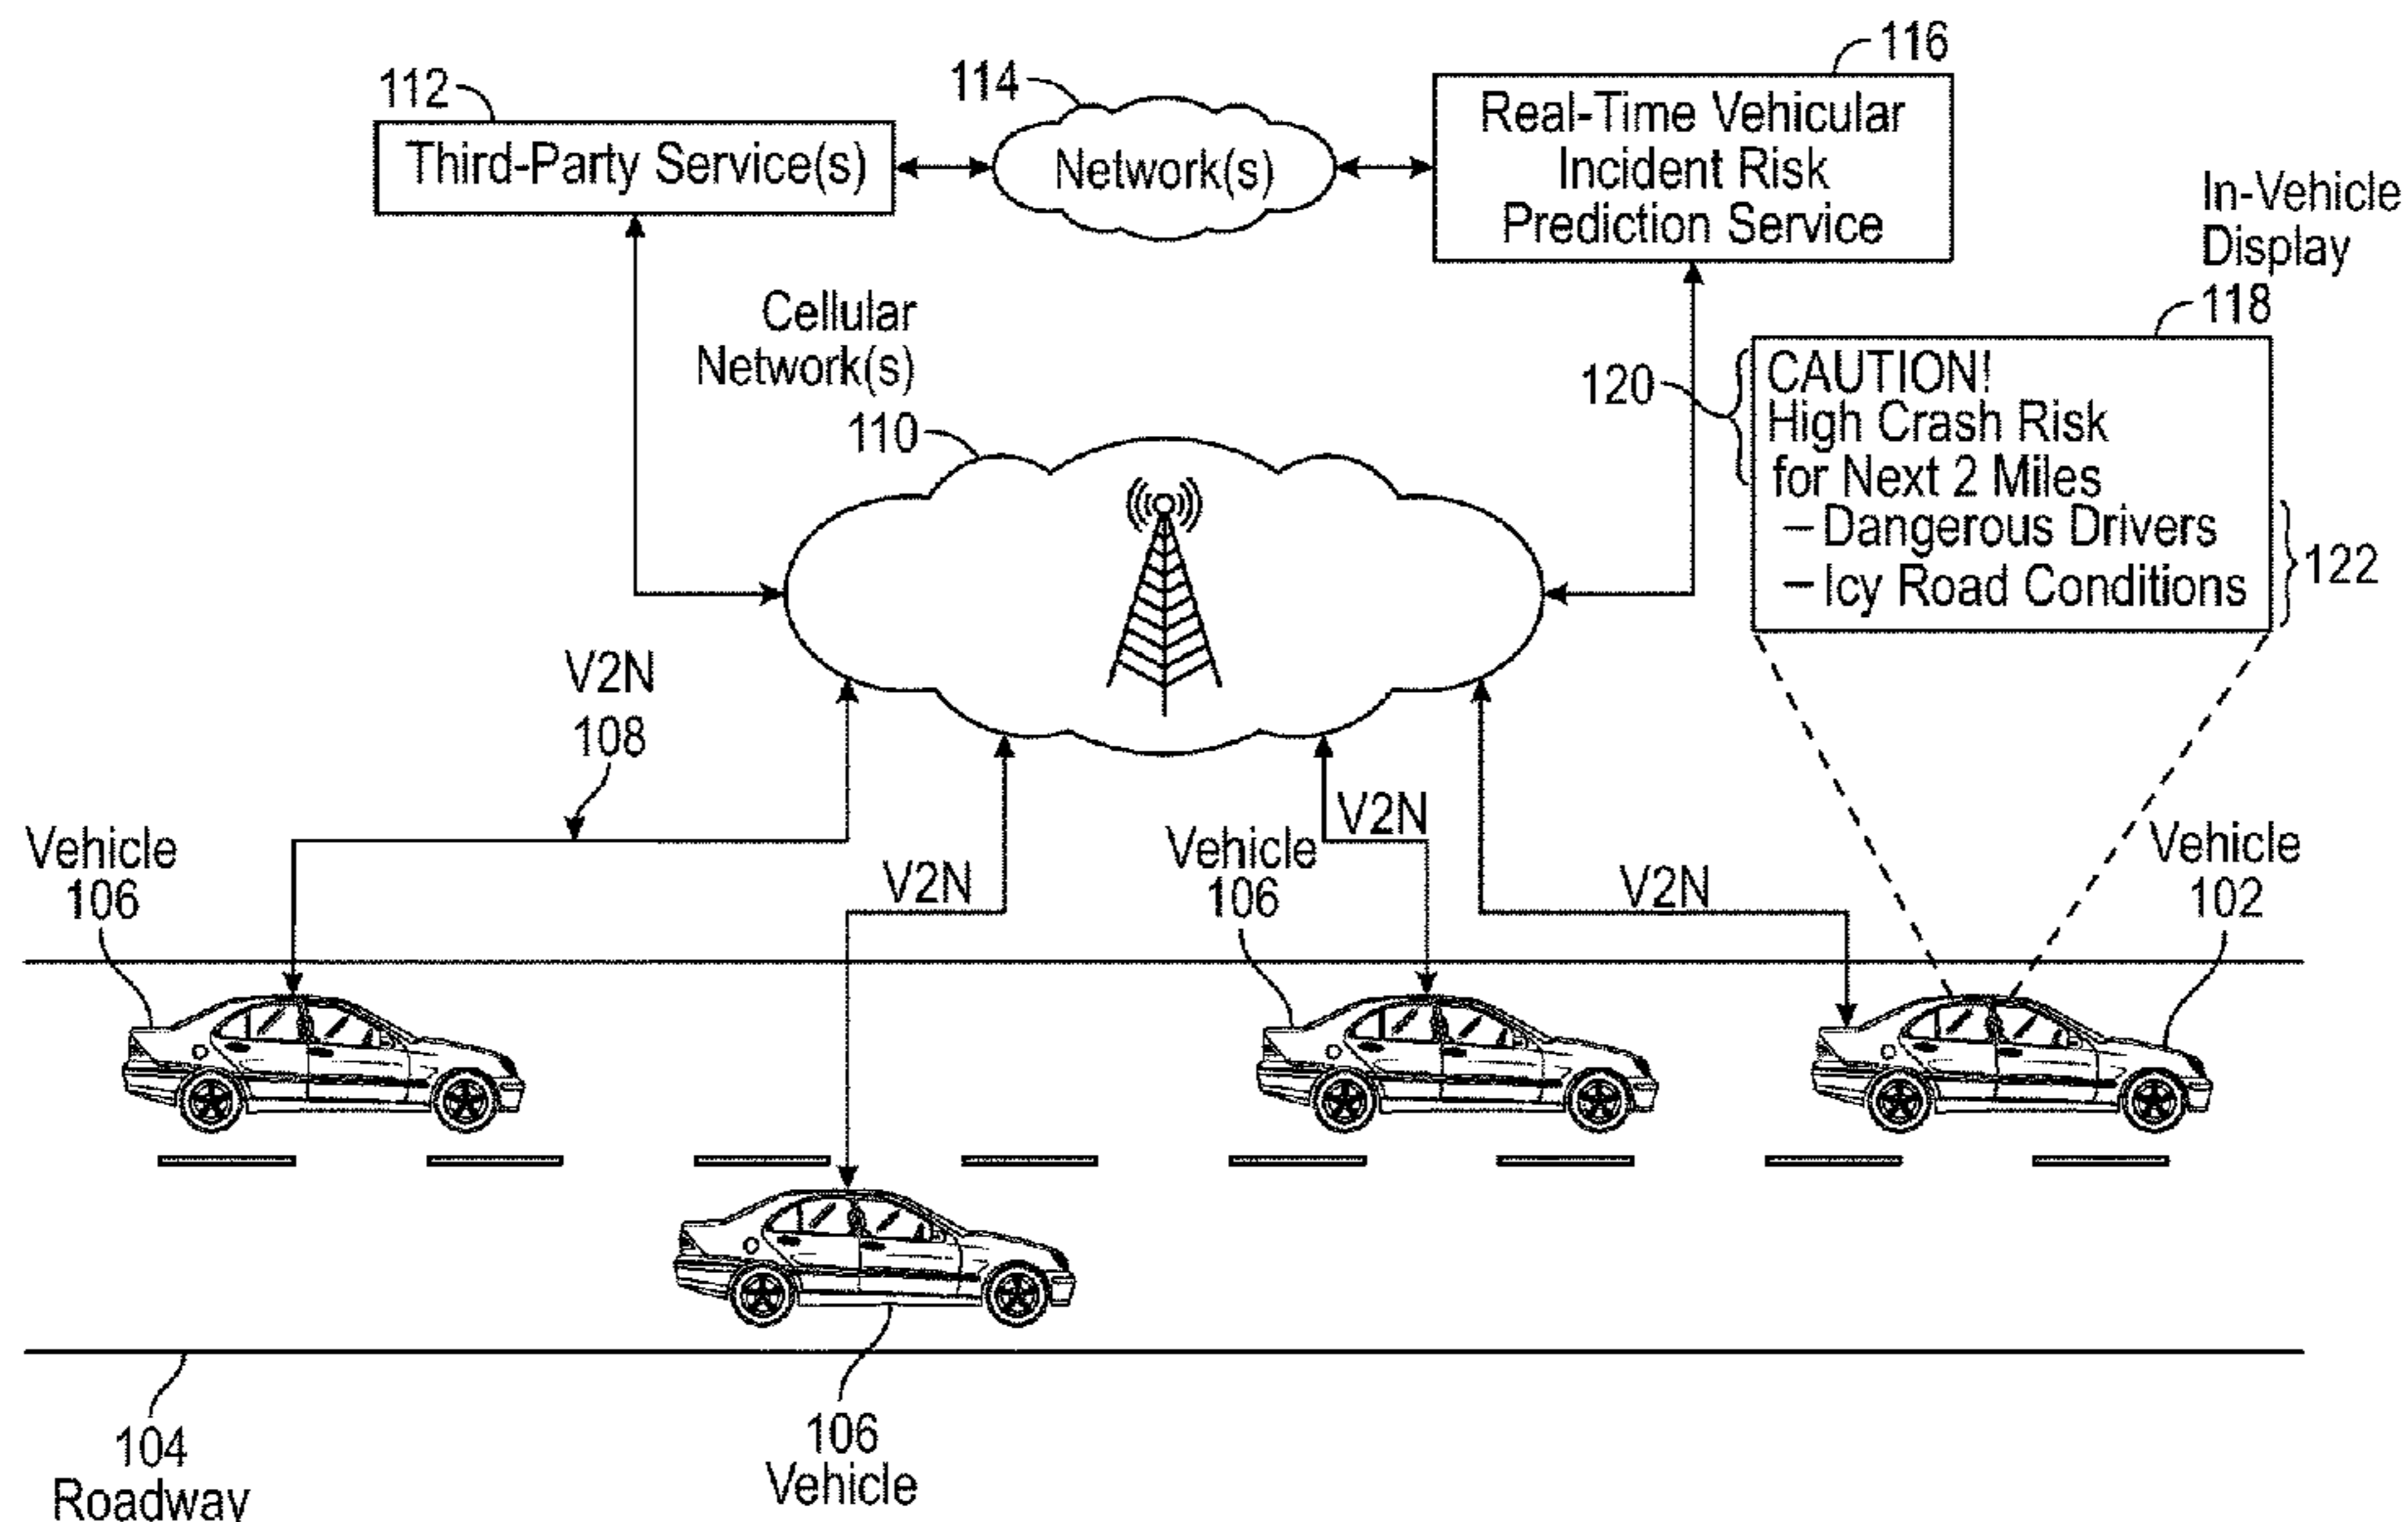 116
112
114
Real-Time Vehicular
Incident Risk
Prediction Service
Third-Party Service(s)
Network(s)
In-Vehicle
Display
118
Cellular
Network(s)
110
120
CAUTION!
High Crash Risk
for Next 2 Miles
– Dangerous Drivers
– Icy Road Conditions
122
V2N
108
V2N
V2N
V2N
Vehicle
106
Vehicle
106
Vehicle
102
104
Roadway
106
Vehicle